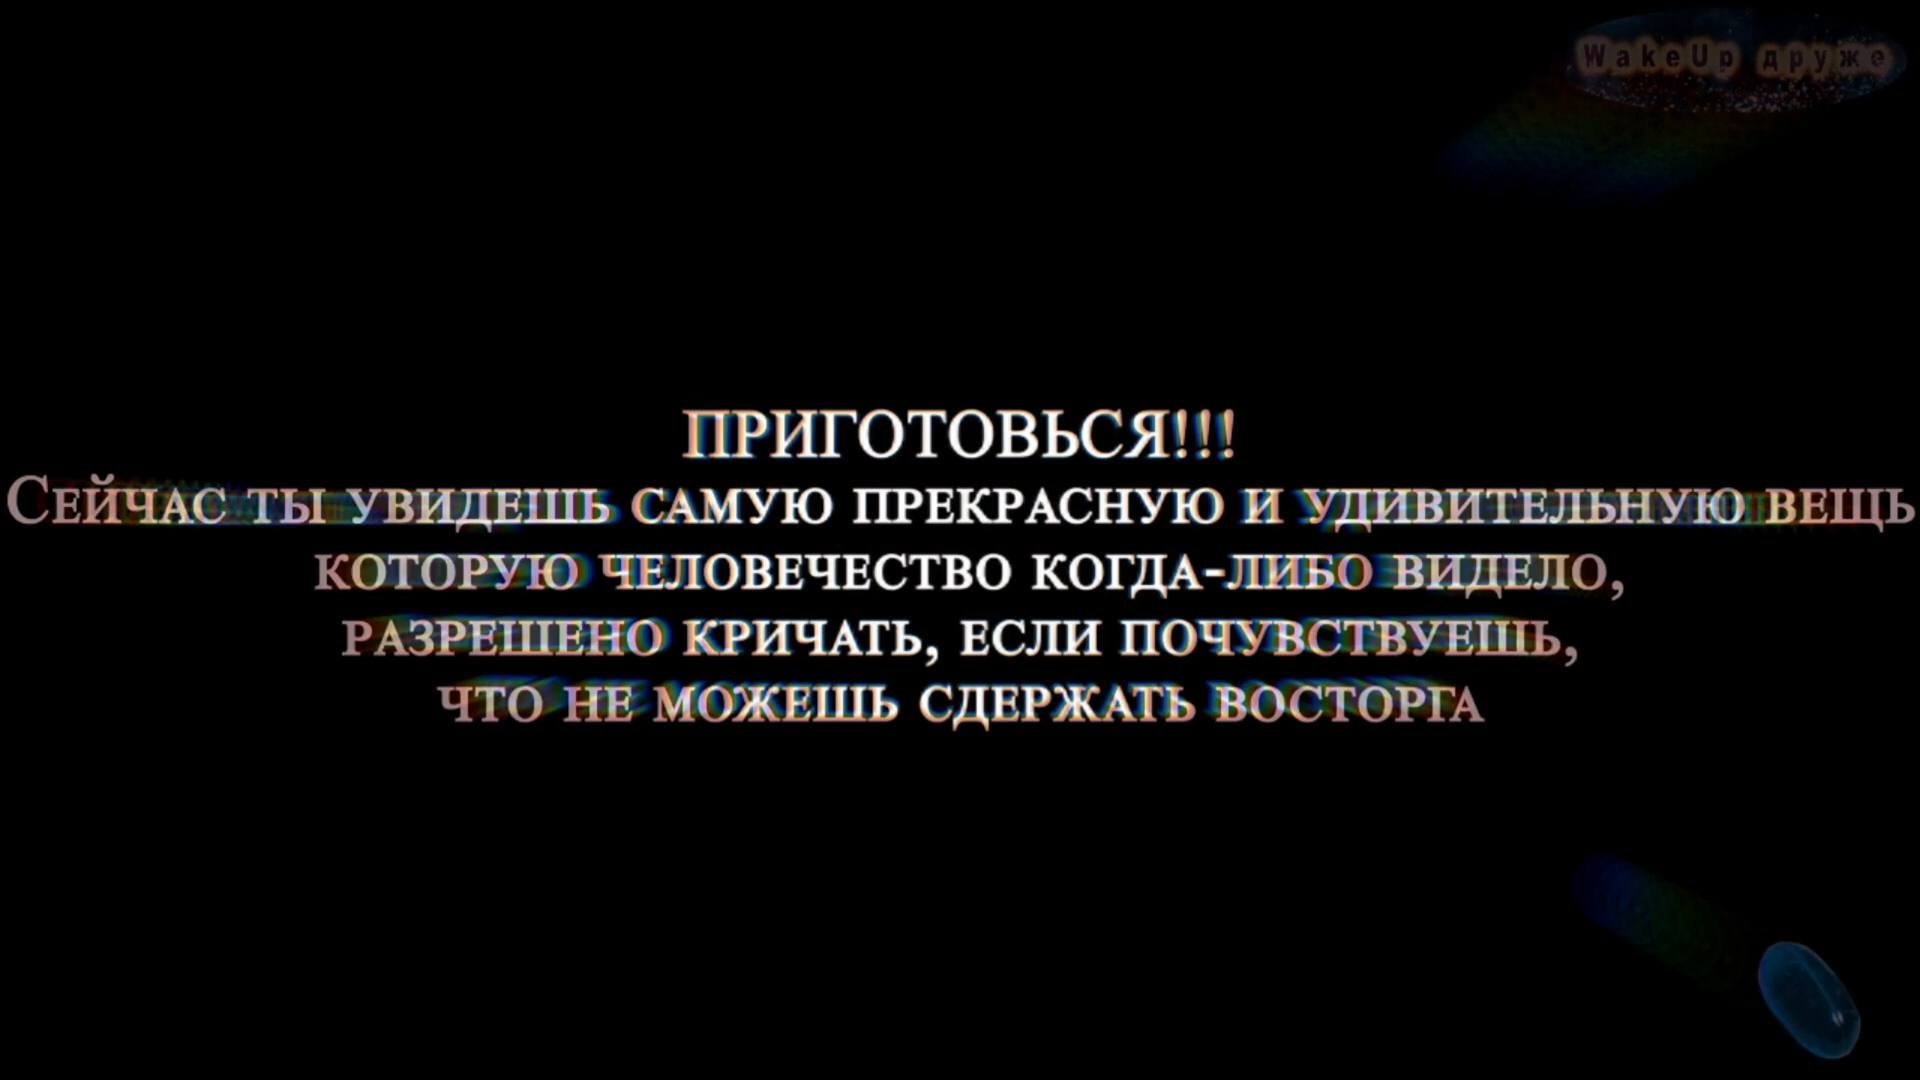 WakeUp друже
ПРИГОТОВЬСЯ!!!
Сейчас ты увидешь самую прекрасную и удивительную вещь
которую человечество когда-либо видело,
разрешено кричать, если почувствуешь,
что не можешь сдержать восторга